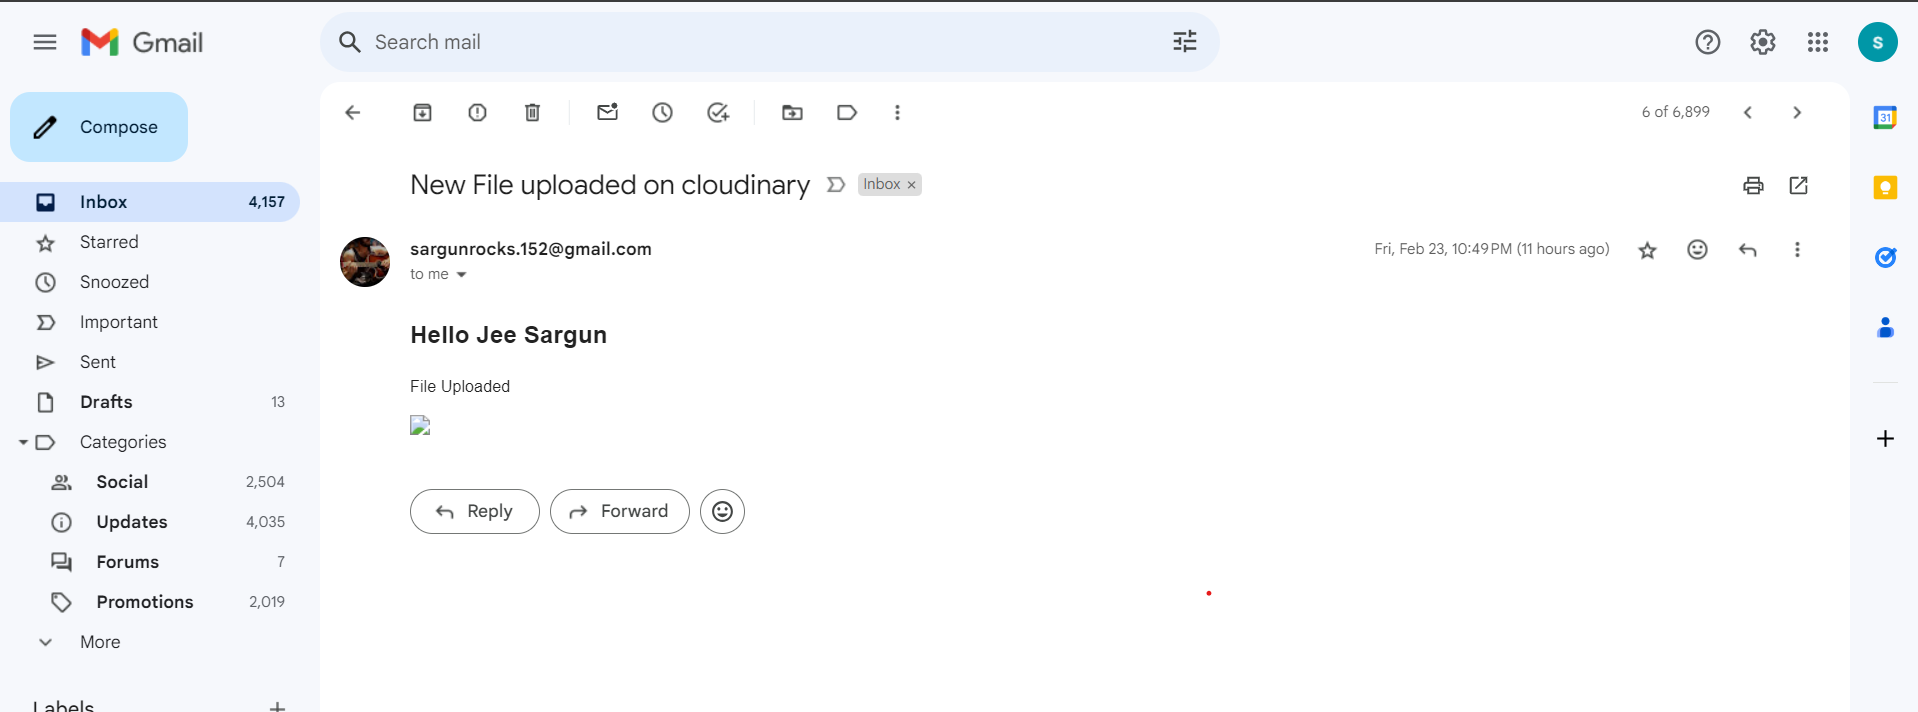 Gmail
Search mail
S
Compose
6 of 6,899
31
New File uploaded on cloudinary
Inbox ×
Inbox 4,157
Starred
Snoozed
Important
Sent
Drafts 13
Categories
Social 2,504
Updates 4,035
Forums 7
Promotions 2,019
More
Labels
sargunrocks.152@gmail.com
Fri, Feb 23, 10:49 PM (11 hours ago)
to me
Hello Jee Sargun
File Uploaded
Reply
Forward